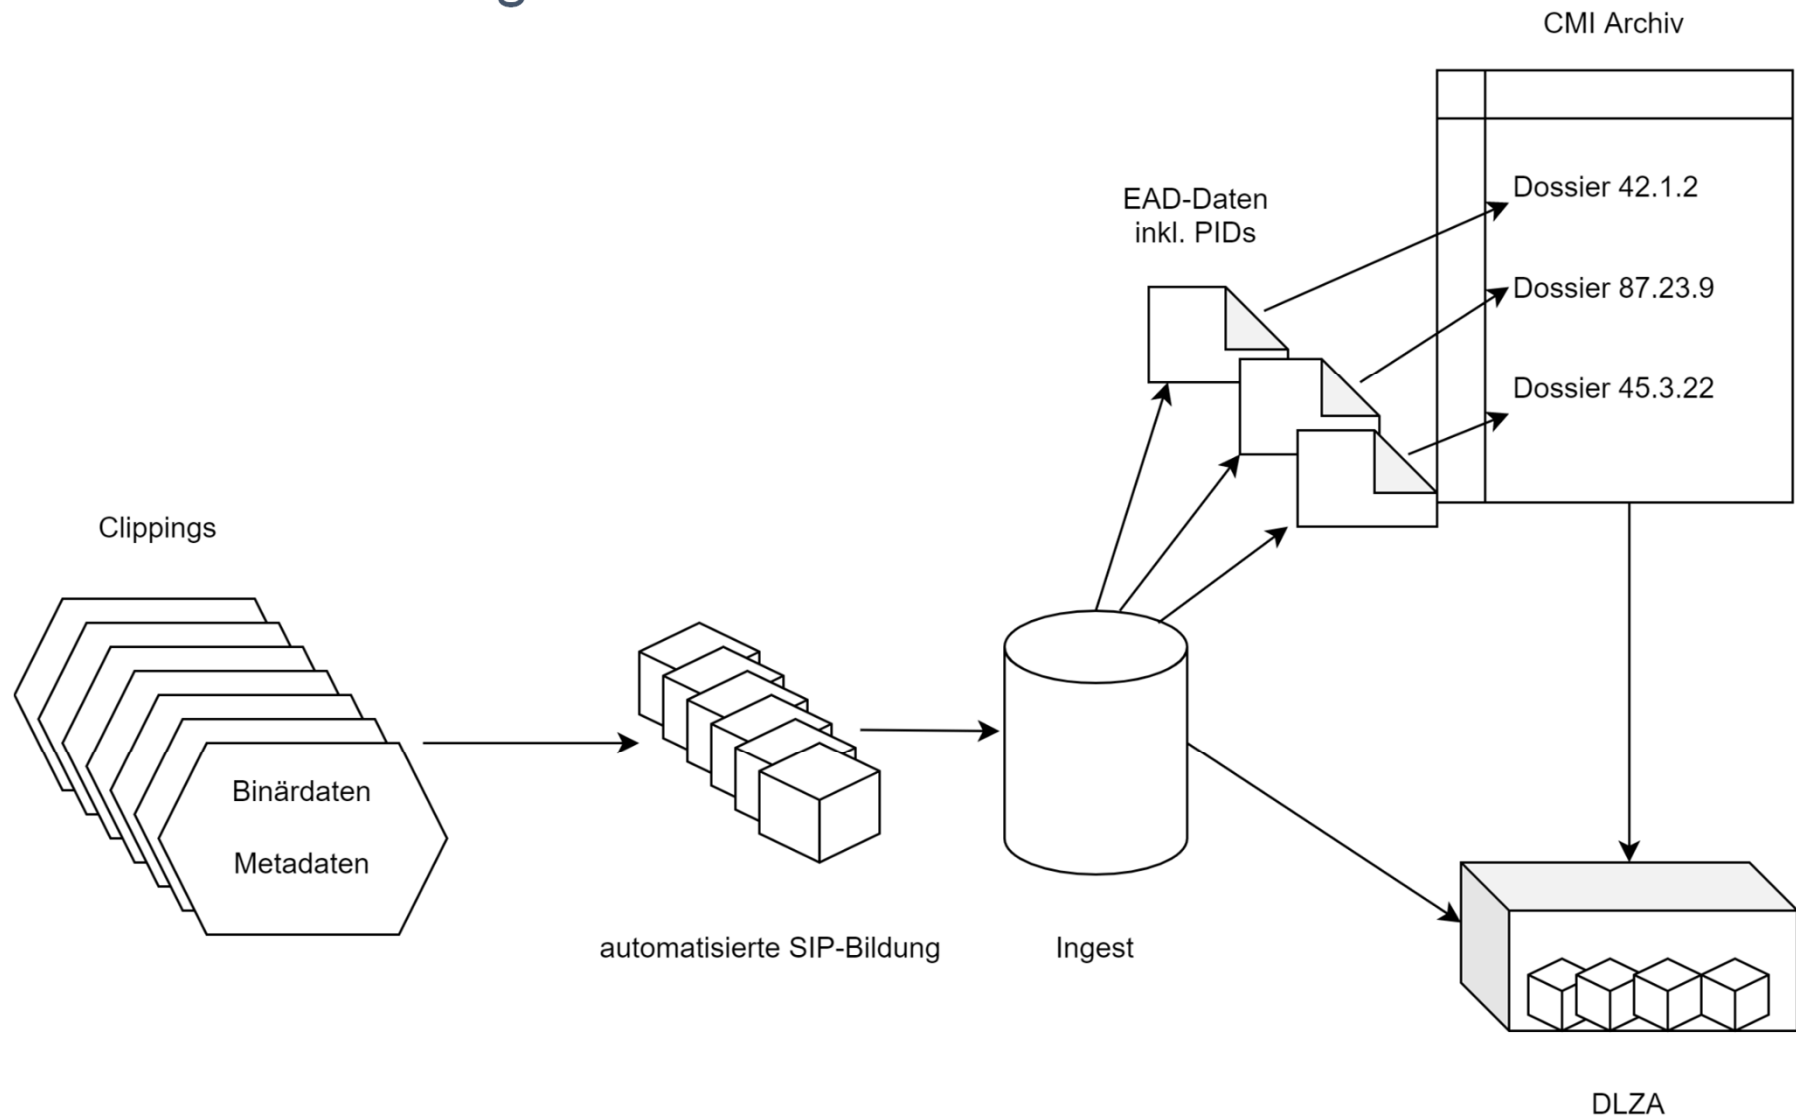 CMI Archiv
Dossier 42.1.2
EAD-Daten
inkl. PIDs
Dossier 87.23.9
Dossier 45.3.22
Clippings
Binärdaten
Metadaten
automatisierte SIP-Bildung
Ingest
DLZA